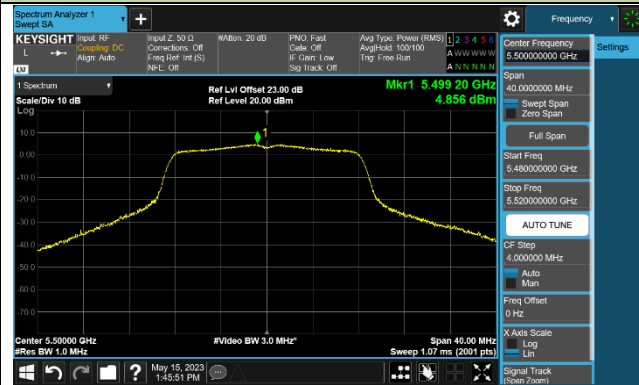 Spectrum Analyzer 1
Swept SA
Frequency
KEYSIGHT
L
LXI
Input: RF
Coupling: DC
Align: Auto
Input Z: 50 Ω
Corrections: Off
Freq Ref: Int (S)
NFE: Off
#Atten: 20 dB
PNO: Fast
Gate: Off
IF Gain: Low
Sig Track: Off
Avg Type: Power (RMS)
Avg|Hold: 100/100
Trig: Free Run
1 2 3 4 5 6
A W W W W W
A N N N N N
Center Frequency
5.500000000 GHz
Settings
Span
40.0000000 MHz
Swept Span
Zero Span
Full Span
Start Freq
5.480000000 GHz
Stop Freq
5.520000000 GHz
AUTO TUNE
CF Step
4.000000 MHz
Auto
Man
Freq Offset
0 Hz
X Axis Scale
Log
Lin
Signal Track
(Span Zoom)
1 Spectrum
Scale/Div 10 dB
Log
Ref Lvl Offset 23.00 dB
Ref Level 20.00 dBm
Mkr1 5.499 20 GHz
4.856 dBm
1
10.0
0.00
-10.0
-20.0
-30.0
-40.0
-50.0
-60.0
-70.0
Center 5.50000 GHz
#Res BW 1.0 MHz
#Video BW 3.0 MHz*
Span 40.00 MHz
Sweep 1.07 ms (2001 pts)
?
May 15, 2023
1:45:51 PM